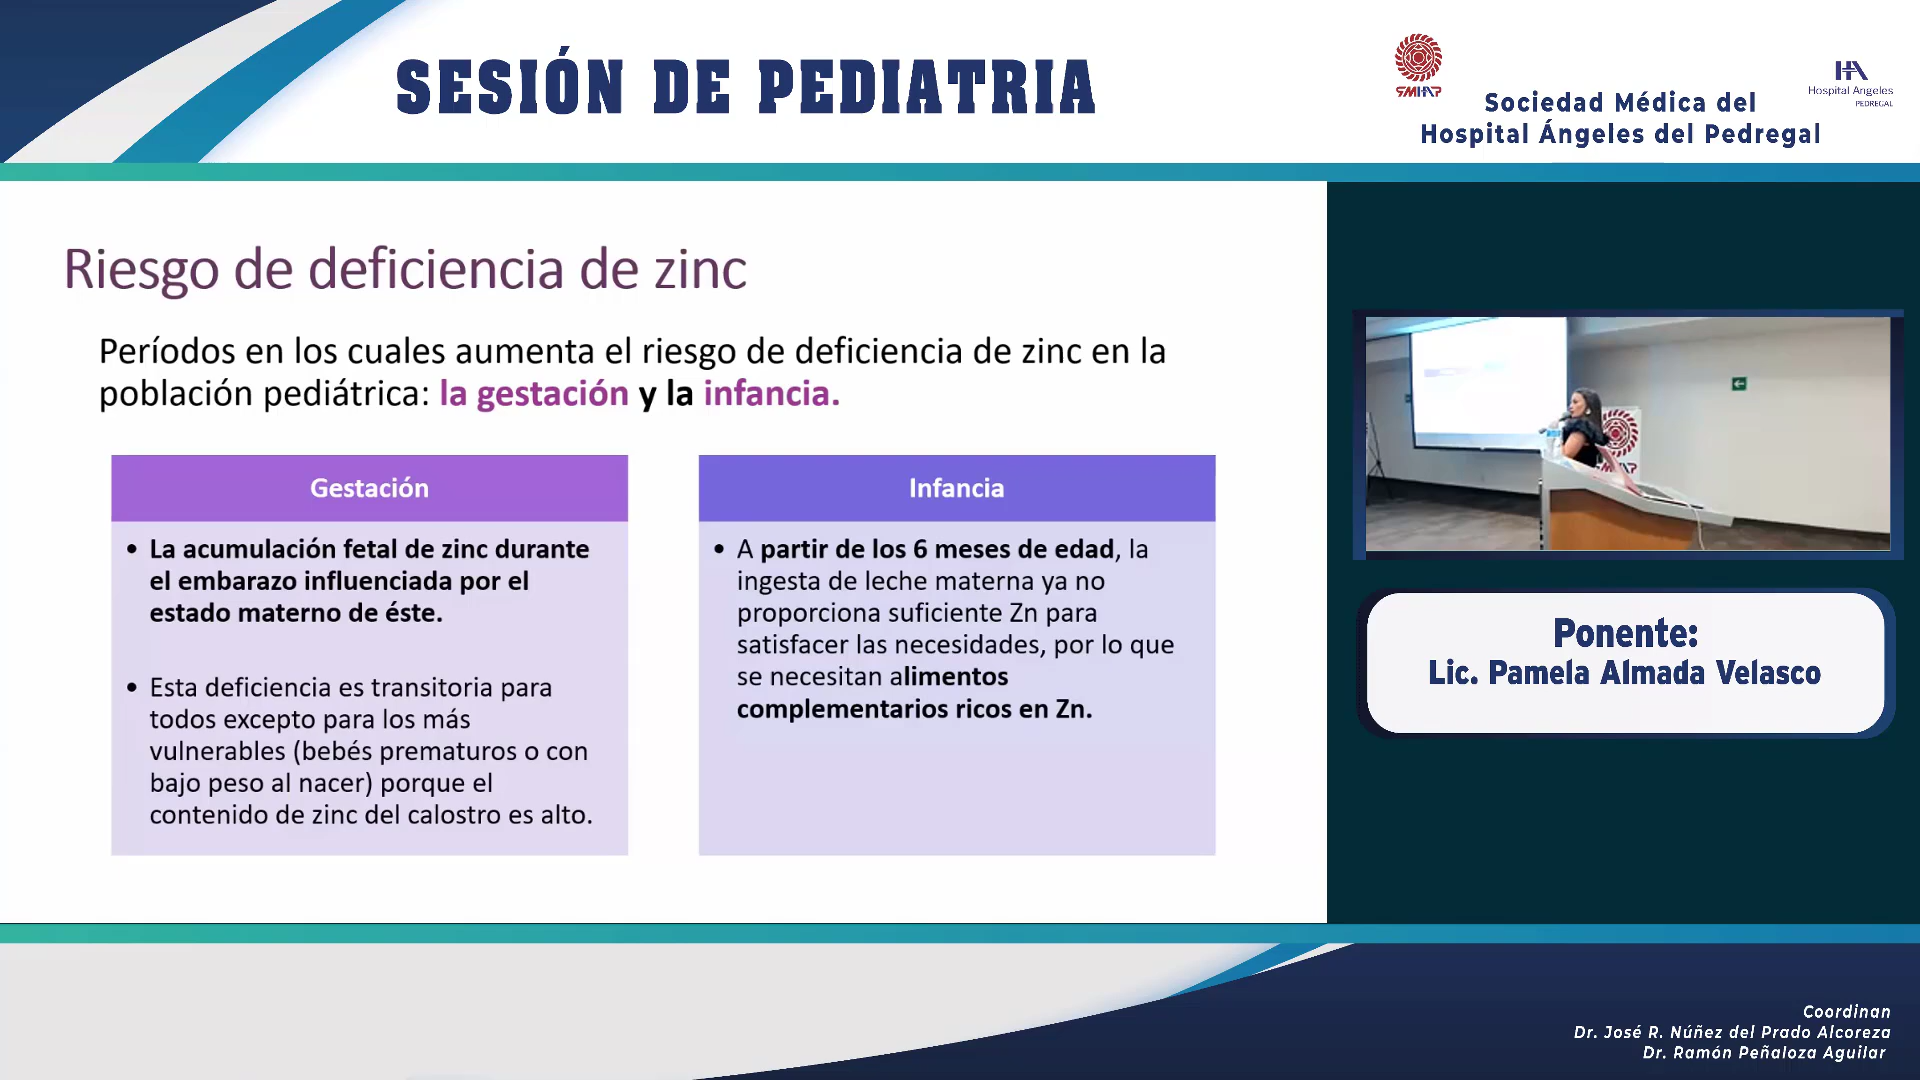 SESIÓN DE PEDIATRIA
SMHAP
Sociedad Médica del
Hospital Ángeles del Pedregal
HA
Hospital Angeles
PEDREGAL
Riesgo de deficiencia de zinc
Períodos en los cuales aumenta el riesgo de deficiencia de zinc en la
población pediátrica: la gestación y la infancia.
Gestación
• La acumulación fetal de zinc durante
el embarazo influenciada por el
estado materno de éste.
• Esta deficiencia es transitoria para
todos excepto para los más
vulnerables (bebés prematuros o con
bajo peso al nacer) porque el
contenido de zinc del calostro es alto.
Infancia
• A partir de los 6 meses de edad, la
ingesta de leche materna ya no
proporciona suficiente Zn para
satisfacer las necesidades, por lo que
se necesitan alimentos
complementarios ricos en Zn.
SMHAP
Ponente:
Lic. Pamela Almada Velasco
Coordinan
Dr. José R. Núñez del Prado Alcoreza
Dr. Ramón Peñaloza Aguilar